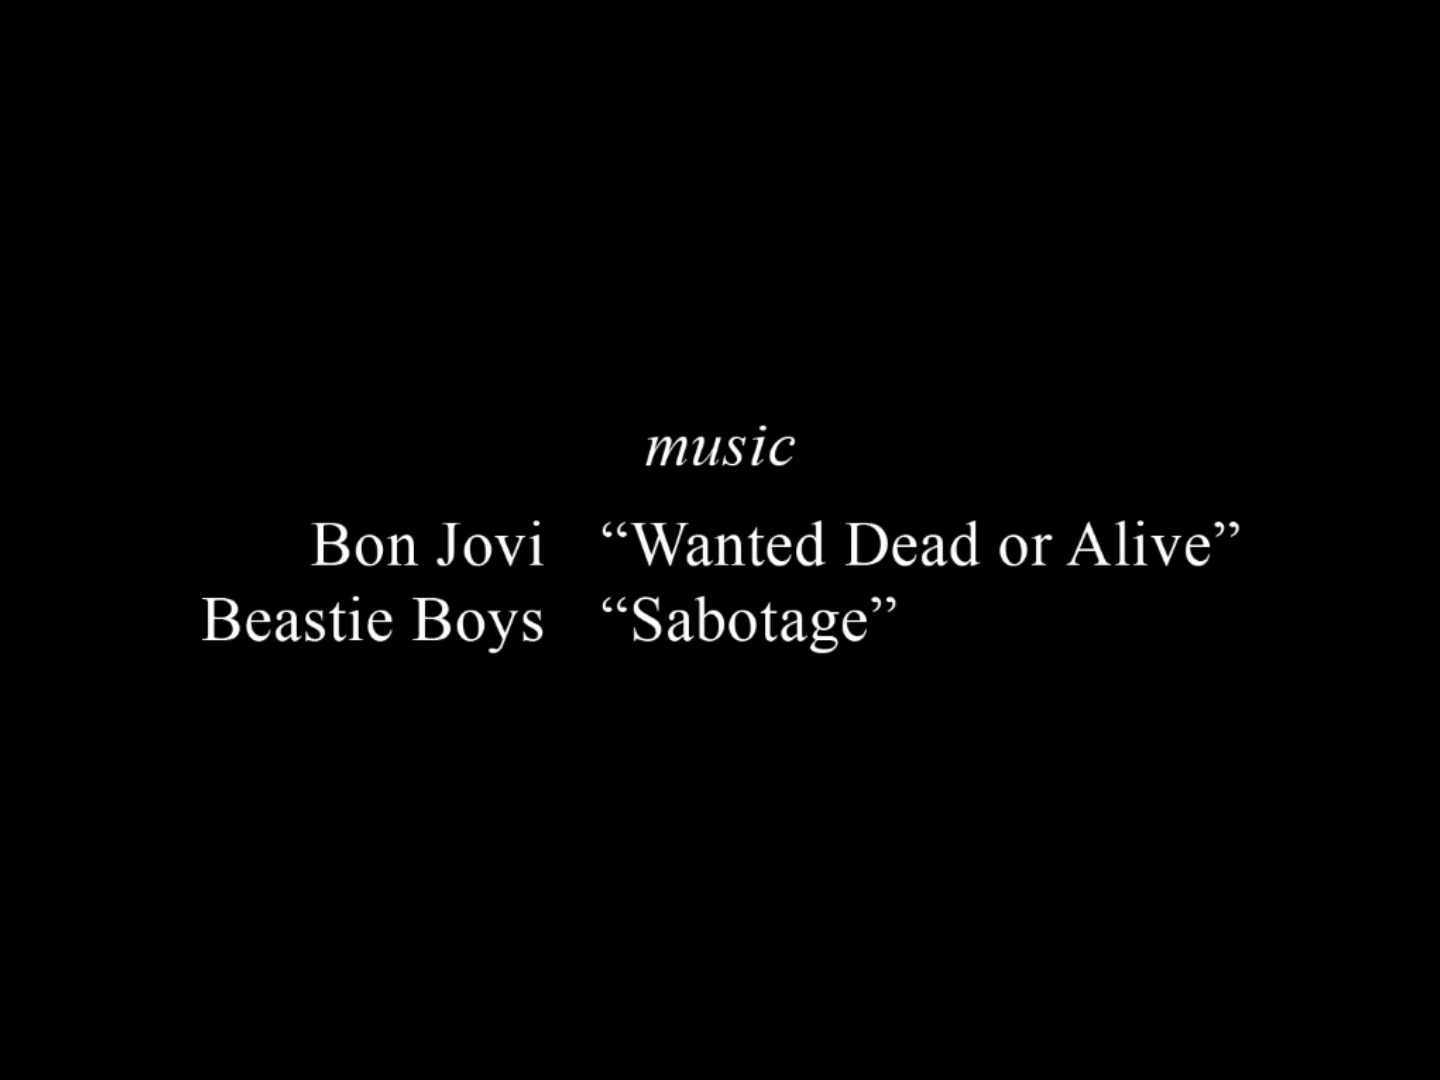 music
Bon Jovi “Wanted Dead or Alive”
Beastie Boys “Sabotage”